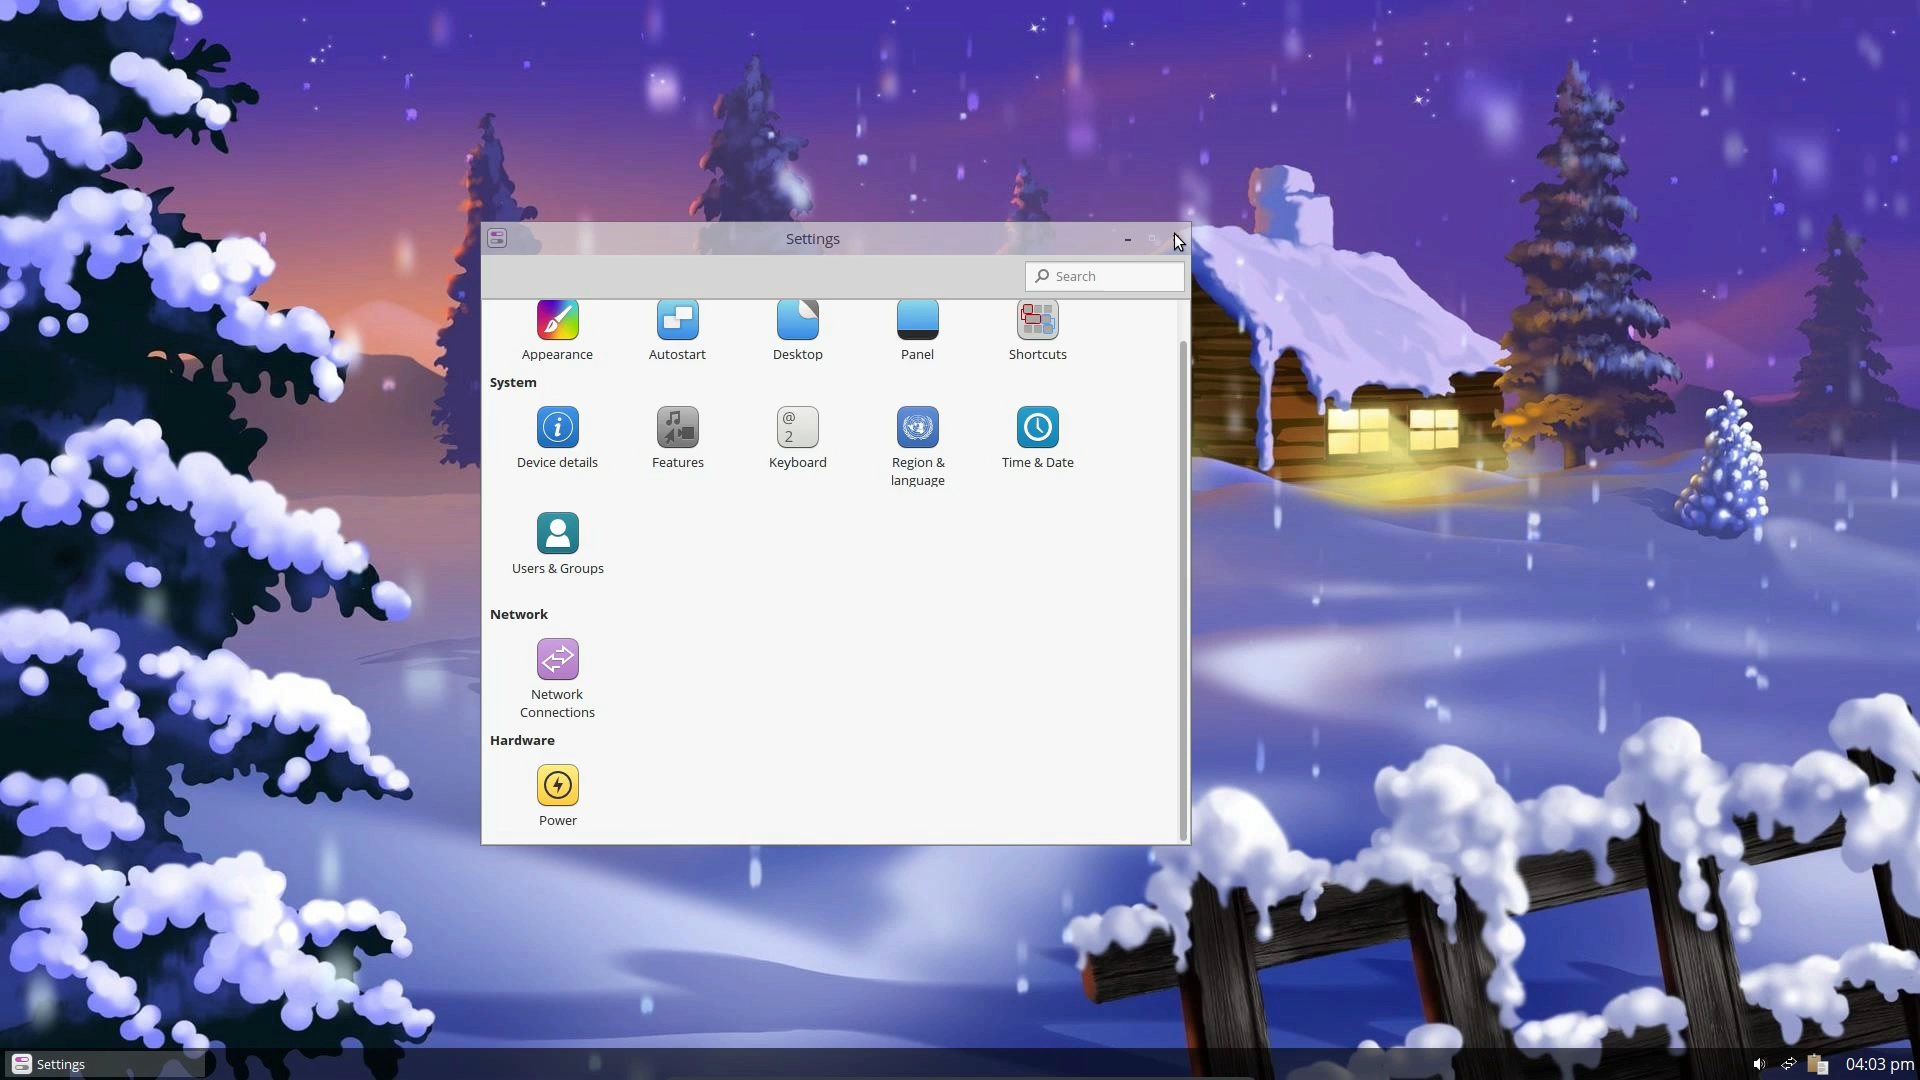 Settings
Search
Appearance
Autostart
Desktop
Panel
Shortcuts
System
Device details
Features
@
2
Keyboard
Region &
language
Time & Date
Users & Groups
Network
Network
Connections
Hardware
Power
Settings
04:03 pm